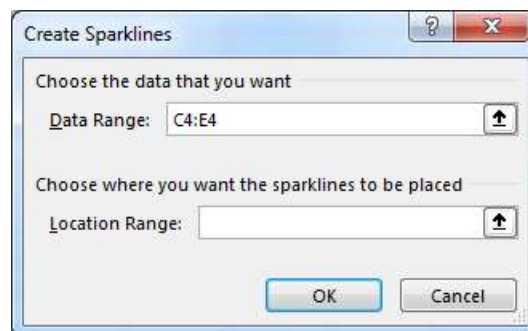 Create Sparklines
?
Choose the data that you want
Data Range: C4:E4
Choose where you want the sparklines to be placed
Location Range:
OK Cancel